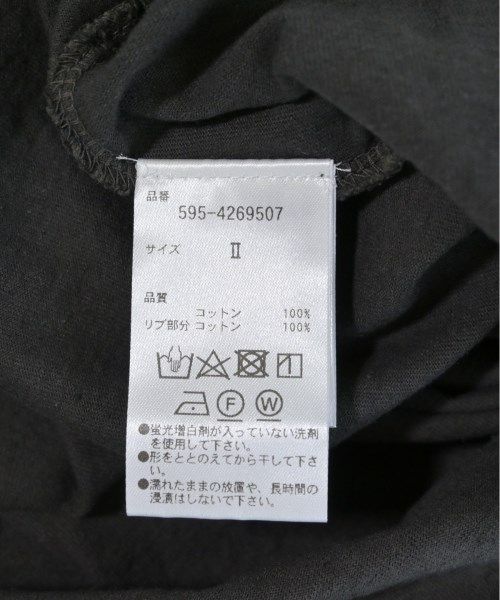 品番
595-4269507
サイズ Ⅱ
品質
コットン 100%
リブ部分 コットン 100%
F W
●蛍光増白剤が入っていない洗剤
を使用して下さい。
●形をととのえてから干して下さ
い。
●濡れたままの放置や、長時間の
浸漬はしないで下さい。